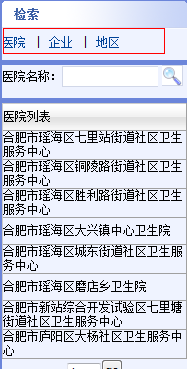 检索
医院 | 企业 | 地区
医院名称：
医院列表
合肥市瑶海区七里站街道社区卫生
服务中心
合肥市瑶海区铜陵路街道社区卫生
服务中心
合肥市瑶海区胜利路街道社区卫生
服务中心
合肥市瑶海区大兴镇中心卫生院
合肥市瑶海区城东街道社区卫生服
务中心
合肥市瑶海区磨店乡卫生院
合肥市新站综合开发试验区七里塘
街道社区卫生服务中心
合肥市庐阳区大杨社区卫生服务中
心